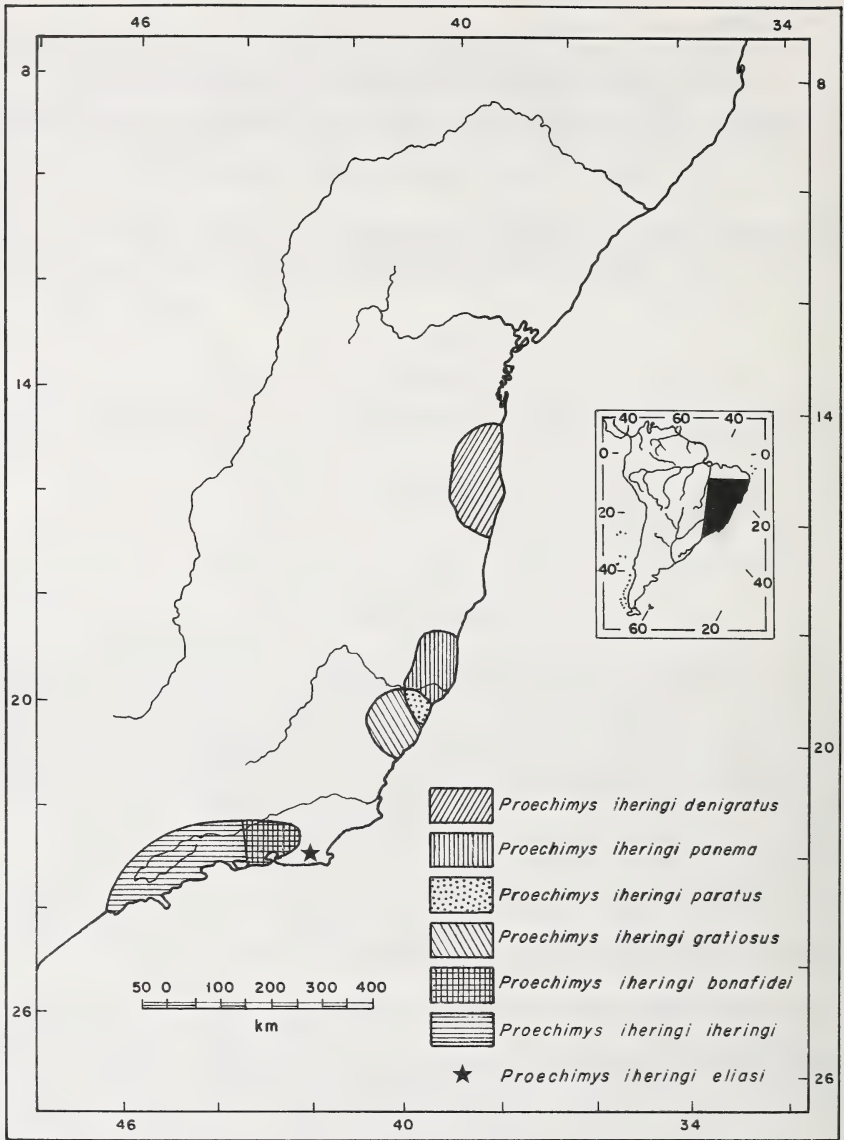 46 40 34
8 8
14 14
20 20
26 26
46 40 34
40 60 40
0 0
20 20
40 40
60 20
Proechimys iheringi denigratus
Proechimys iheringi panema
Proechimys iheringi paratus
Proechimys iheringi gratiosus
Proechimys iheringi bonafidei
Proechimys iheringi iheringi
Proechimys iheringi eliasi
50 0 100 200 300 400
km